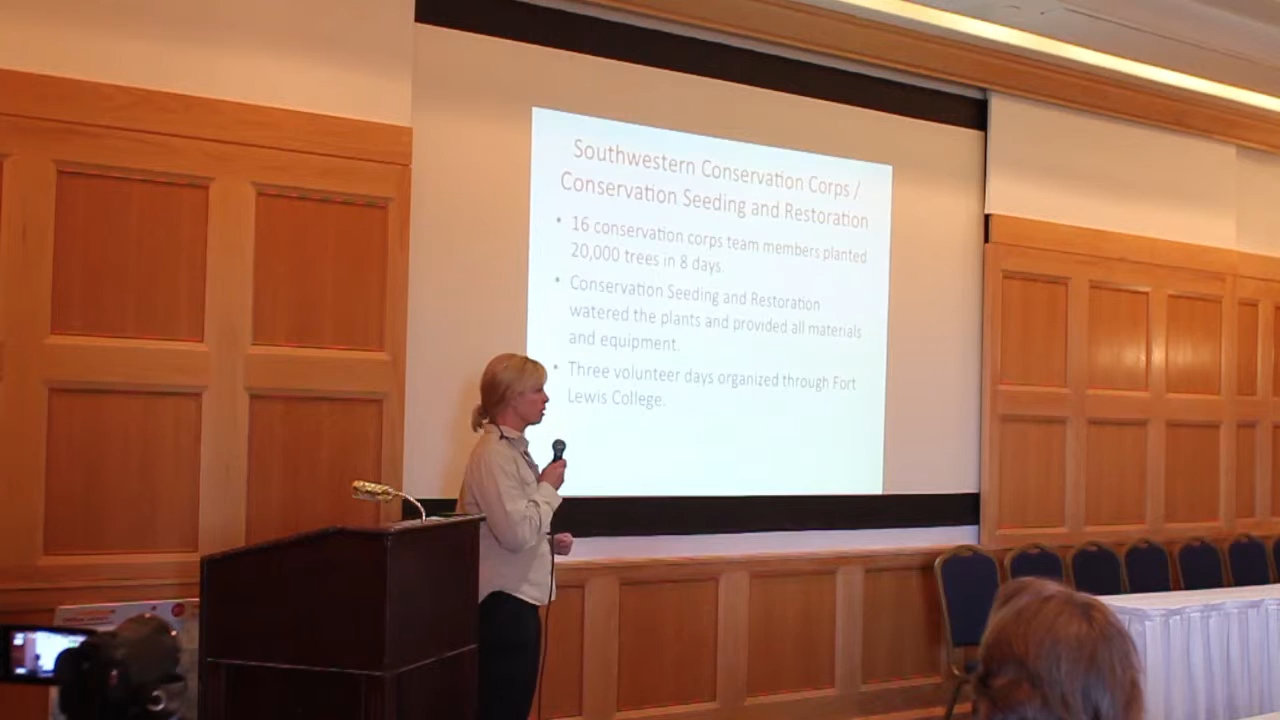 Southwestern Conservation Corps /
Conservation Seeding and Restoration
• 16 conservation corps team members planted
20,000 trees in 8 days.
• Conservation Seeding and Restoration
watered the plants and provided all materials
and equipment.
• Three volunteer days organized through Fort
Lewis College.